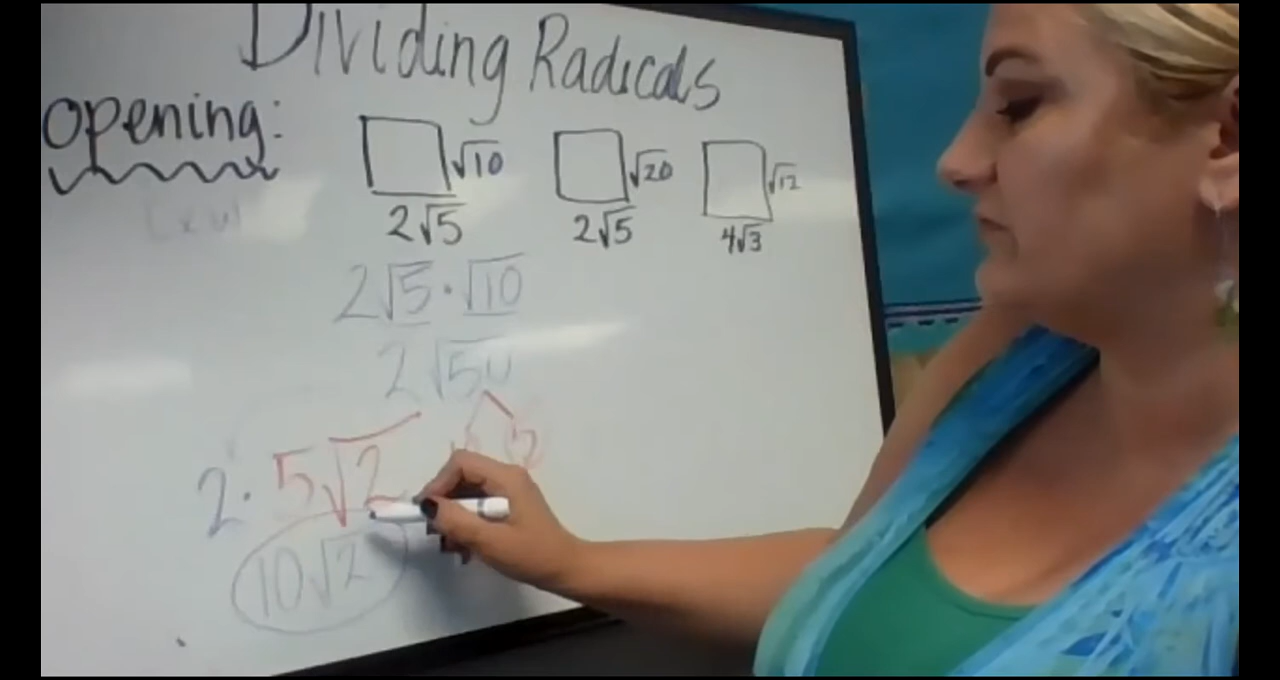 Dividing Radicals
opening:
√10 √20 √12
2√5 2√5 4√3
2√5 · √10
2√50
2 · 5√2
10√2